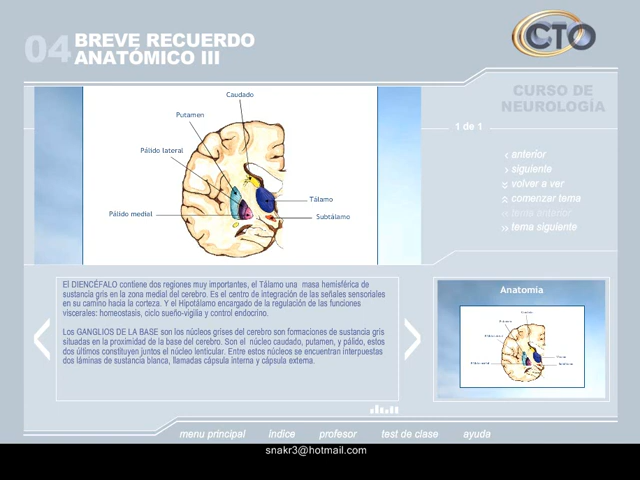 04 BREVE RECUERDO
ANATÓMICO III
CTO
CURSO DE
NEUROLOGÍA
1 de 1
Caudado
Putamen
Pálido lateral
Pálido medial
Tálamo
Subtálamo
‹ anterior
› siguiente
volver a ver
comenzar tema
tema anterior
›› tema siguiente
El DIENCÉFALO contiene dos regiones muy importantes, el Tálamo una masa hemisférica de
sustancia gris en la zona medial del cerebro. Es el centro de integración de las señales sensoriales
en su camino hacia la corteza. Y el Hipotálamo encargado de la regulación de las funciones
viscerales: homeostasis, ciclo sueño-vigilia y control endocrino.
Los GANGLIOS DE LA BASE son los núcleos grises del cerebro son formaciones de sustancia gris
situadas en la proximidad de la base del cerebro. Son el núcleo caudado, putamen, y pálido, estos
dos últimos constituyen juntos el núcleo lenticular. Entre estos núcleos se encuentran interpuestas
dos láminas de sustancia blanca, llamadas cápsula interna y cápsula externa.
Anatomía
menu principal
índice
profesor
test de clase
ayuda
snakr3@hotmail.com